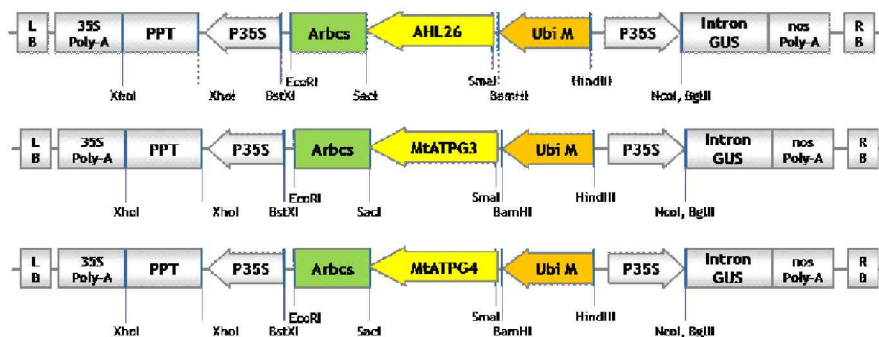 L B 35S Poly-A PPT P35S Arbcs AHL26 Ubi M P35S Intron GUS nos Poly-A R B
XhoI XhoI BstXI EcoRI SacI SmaI BamHI HindIII NcoI, BglII
L B 35S Poly-A PPT P35S Arbcs MtATPG3 Ubi M P35S Intron GUS nos Poly-A R B
XhoI XhoI BstXI EcoRI SacI SmaI BamHI HindIII NcoI, BglII
L B 35S Poly-A PPT P35S Arbcs MtATPG4 Ubi M P35S Intron GUS nos Poly-A R B
XhoI XhoI BstXI EcoRI SacI SmaI BamHI HindIII NcoI, BglII